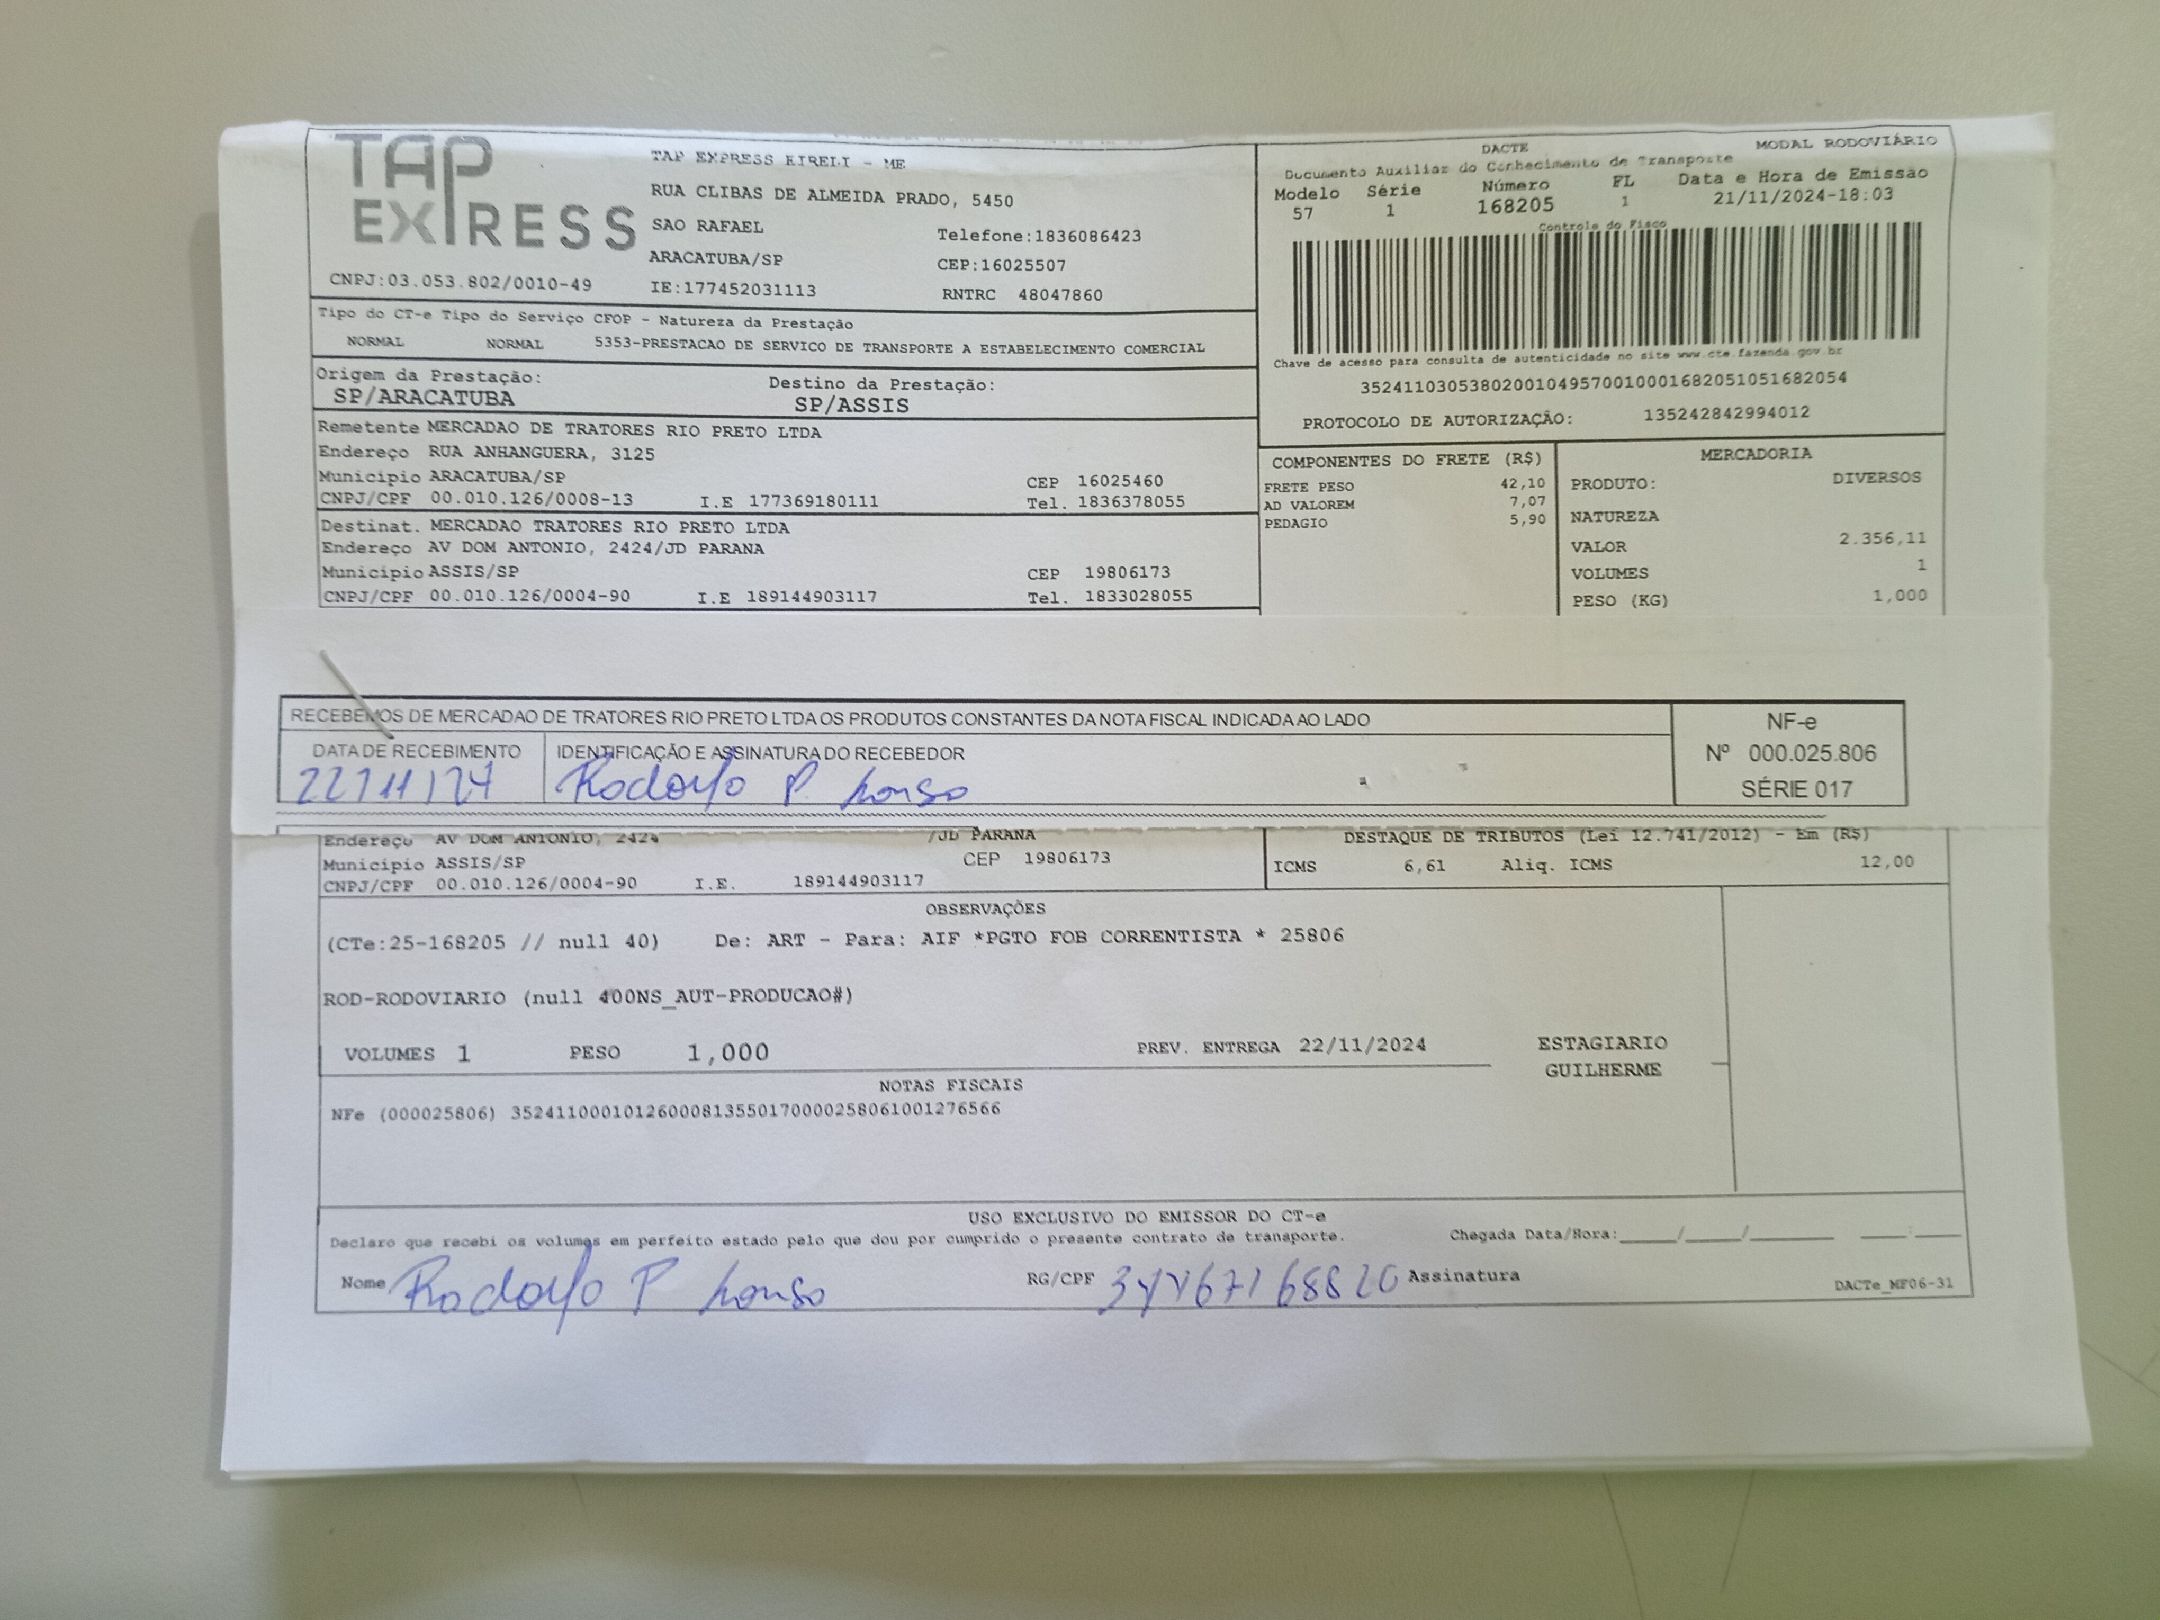 TAP EXPRESS
TAP EXPRESS EIRELI - ME
RUA CLIBAS DE ALMEIDA PRADO, 5450
SAO RAFAEL
Telefone:1836086423
ARACATUBA/SP
CEP:16025507
CNPJ:03.053.802/0010-49
IE:177452031113
RNTRC 48047860
DACTE
MODAL RODOVIÁRIO
Documento Auxiliar do Conhecimento de Transporte
Modelo Série Número FL Data e Hora de Emissão
57 1 168205 1 21/11/2024-18:03
Controle do Fisco
Chave de acesso para consulta de autenticidade no site www.cte.fazenda.gov.br
35241103053802001049570010001682051051682054
PROTOCOLO DE AUTORIZAÇÃO: 135242842994012
Tipo do CT-e Tipo do Serviço CFOP - Natureza da Prestação
NORMAL NORMAL 5353-PRESTACAO DE SERVICO DE TRANSPORTE A ESTABELECIMENTO COMERCIAL
Origem da Prestação: Destino da Prestação:
SP/ARACATUBA SP/ASSIS
Remetente MERCADAO DE TRATORES RIO PRETO LTDA
Endereço RUA ANHANGUERA, 3125
Município ARACATUBA/SP CEP 16025460
CNPJ/CPF 00.010.126/0008-13 I.E 177369180111 Tel. 1836378055
Destinat. MERCADAO TRATORES RIO PRETO LTDA
Endereço AV DOM ANTONIO, 2424/JD PARANA
Município ASSIS/SP CEP 19806173
CNPJ/CPF 00.010.126/0004-90 I.E 189144903117 Tel. 1833028055
COMPONENTES DO FRETE (R$)
FRETE PESO 42,10
AD VALOREM 7,07
PEDAGIO 5,90
MERCADORIA
PRODUTO: DIVERSOS
NATUREZA
VALOR 2.356,11
VOLUMES 1
PESO (KG) 1,000
RECEBEMOS DE MERCADAO DE TRATORES RIO PRETO LTDA OS PRODUTOS CONSTANTES DA NOTA FISCAL INDICADA AO LADO
DATA DE RECEBIMENTO IDENTIFICAÇÃO E ASSINATURA DO RECEBEDOR
22/11/24 Rodolfo P.
NF-e
Nº 000.025.806
SÉRIE 017
Endereço AV DOM ANTONIO, 2424 /JD PARANA
Município ASSIS/SP CEP 19806173
CNPJ/CPF 00.010.126/0004-90 I.E. 189144903117
DESTAQUE DE TRIBUTOS (Lei 12.741/2012) - Em (R$)
ICMS 6,61 Aliq. ICMS 12,00
OBSERVAÇÕES
(CTe:25-168205 // null 40) De: ART - Para: AIF *PGTO FOB CORRENTISTA * 25806
ROD-RODOVIARIO (null 400NS_AUT-PRODUCAO#)
VOLUMES 1 PESO 1,000 PREV. ENTREGA 22/11/2024
ESTAGIARIO
GUILHERME
NOTAS FISCAIS
NFe (000025806) 35241100010126000813550170000258061001276566
USO EXCLUSIVO DO EMISSOR DO CT-e
Declaro que recebi os volumes em perfeito estado pelo que dou por cumprido o presente contrato de transporte. Chegada Data/Hora:_____/_____/________ ____:____
Nome Rodolfo P RG/CPF Assinatura
DACTe_MF06-31